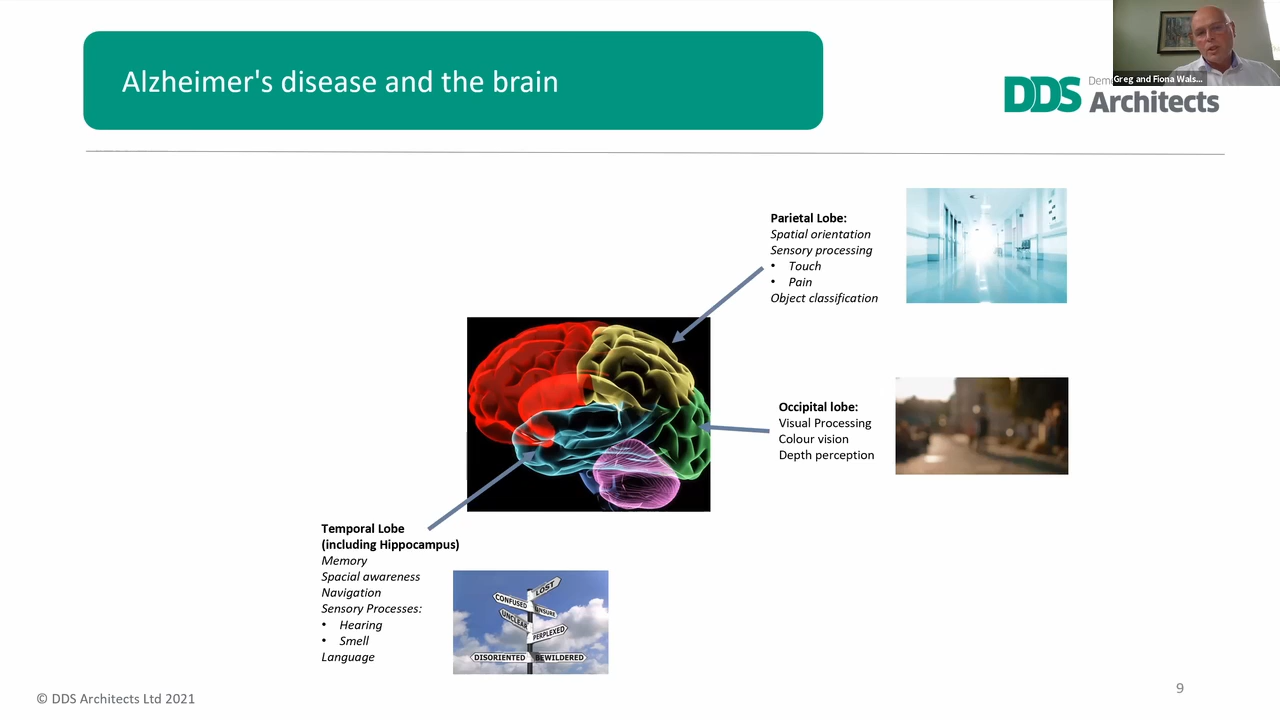 Alzheimer's disease and the brain
Greg and Fiona Wals...
DDS
Architects
Parietal Lobe:
Spatial orientation
Sensory processing
• Touch
• Pain
Object classification
Occipital lobe:
Visual Processing
Colour vision
Depth perception
Temporal Lobe
(including Hippocampus)
Memory
Spacial awareness
Navigation
Sensory Processes:
• Hearing
• Smell
Language
LOST
CONFUSED
UNSURE
UNCLEAR
PERPLEXED
DISORIENTED
BEWILDERED
© DDS Architects Ltd 2021
9